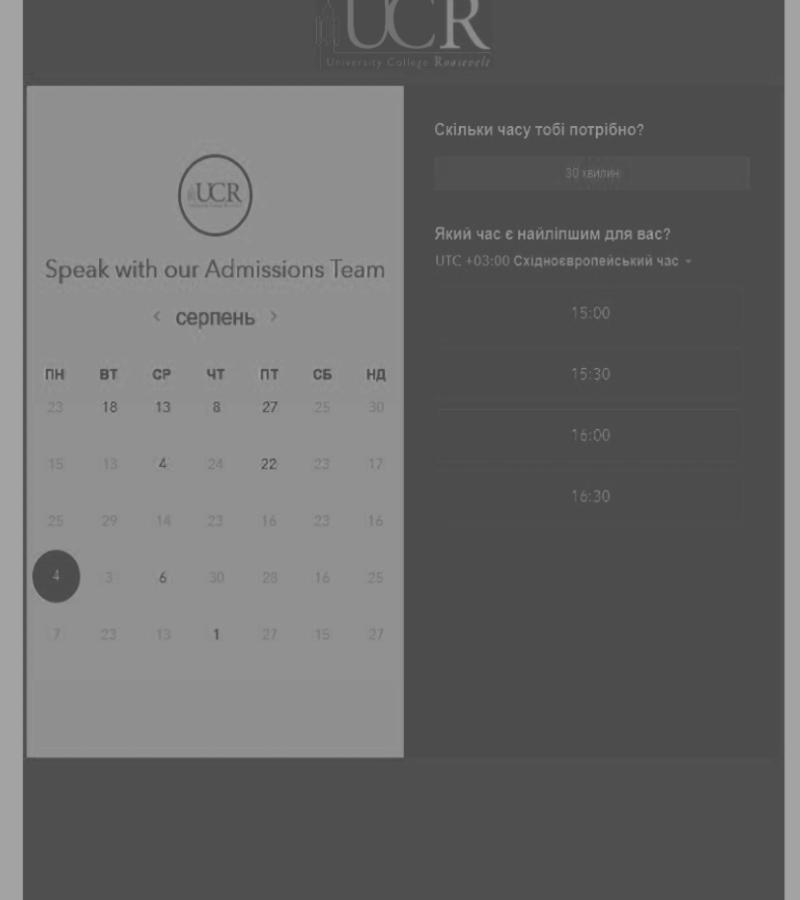 UCR
University College Roosevelt
UCR
Speak with our Admissions Team
< серпень >
ПН ВТ СР ЧТ ПТ СБ НД
23 18 13 8 27 25 30
15 13 4 24 22 23 17
25 29 14 23 16 23 16
4 3 6 30 28 16 25
7 23 13 1 27 15 27
Скільки часу тобі потрібно?
30 хвилин
Який час є найліпшим для вас?
UTC +03:00 Східноєвропейський час
15:00
15:30
16:00
16:30